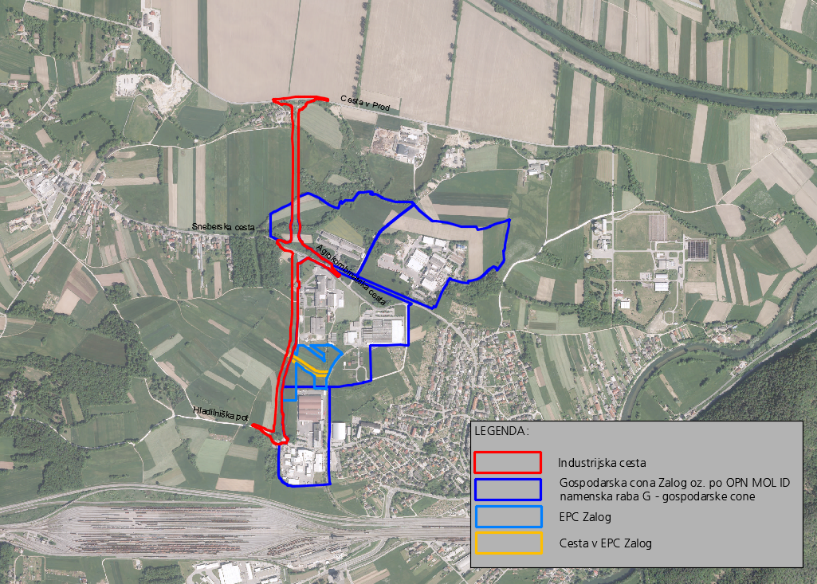 Cesta v Prod
Sneberska cesta
Agrokombinatska cesta
Hladilniška pot
LEGENDA:
Industrijska cesta
Gospodarska cona Zalog oz. po OPN MOL ID
namenska raba G - gospodarske cone
EPC Zalog
Cesta v EPC Zalog